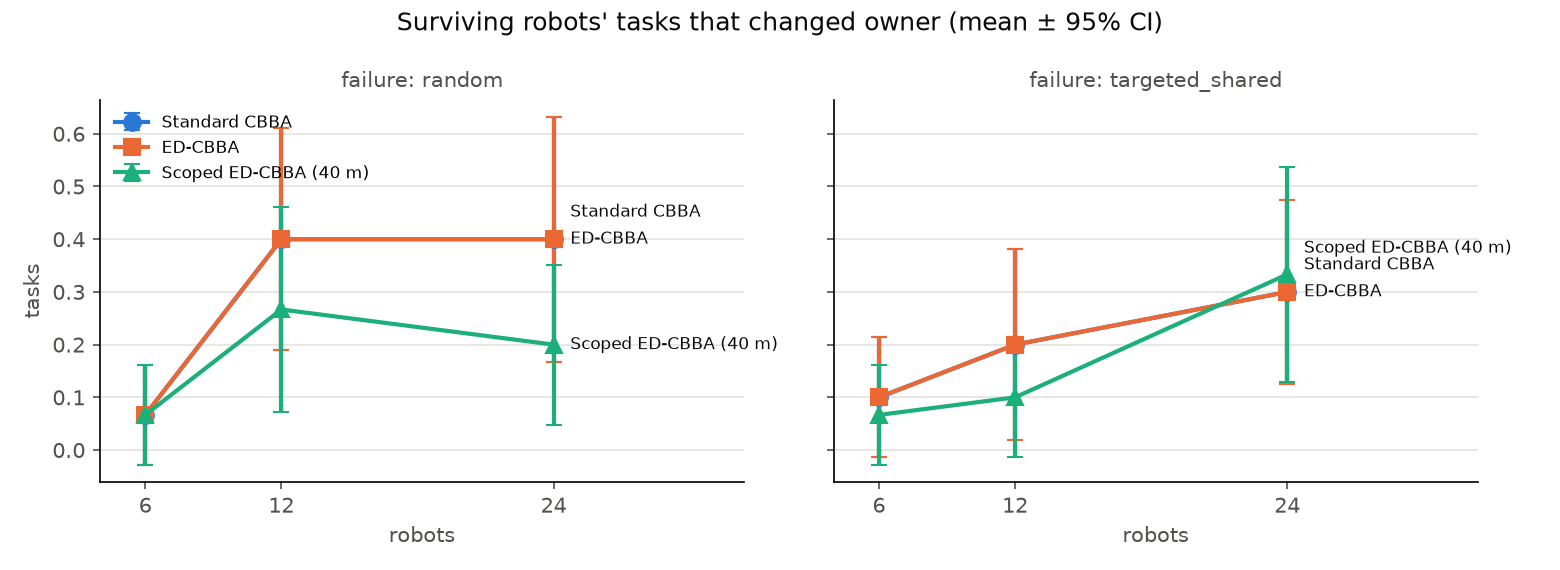 Surviving robots' tasks that changed owner (mean ± 95% CI)
failure: random
failure: targeted_shared
Standard CBBA
ED-CBBA
Scoped ED-CBBA (40 m)
0.6
0.5
0.4
0.3
0.2
0.1
0.0
tasks
Standard CBBA
ED-CBBA
Scoped ED-CBBA (40 m)
6
12
24
robots
Scoped ED-CBBA (40 m)
Standard CBBA
ED-CBBA
6
12
24
robots